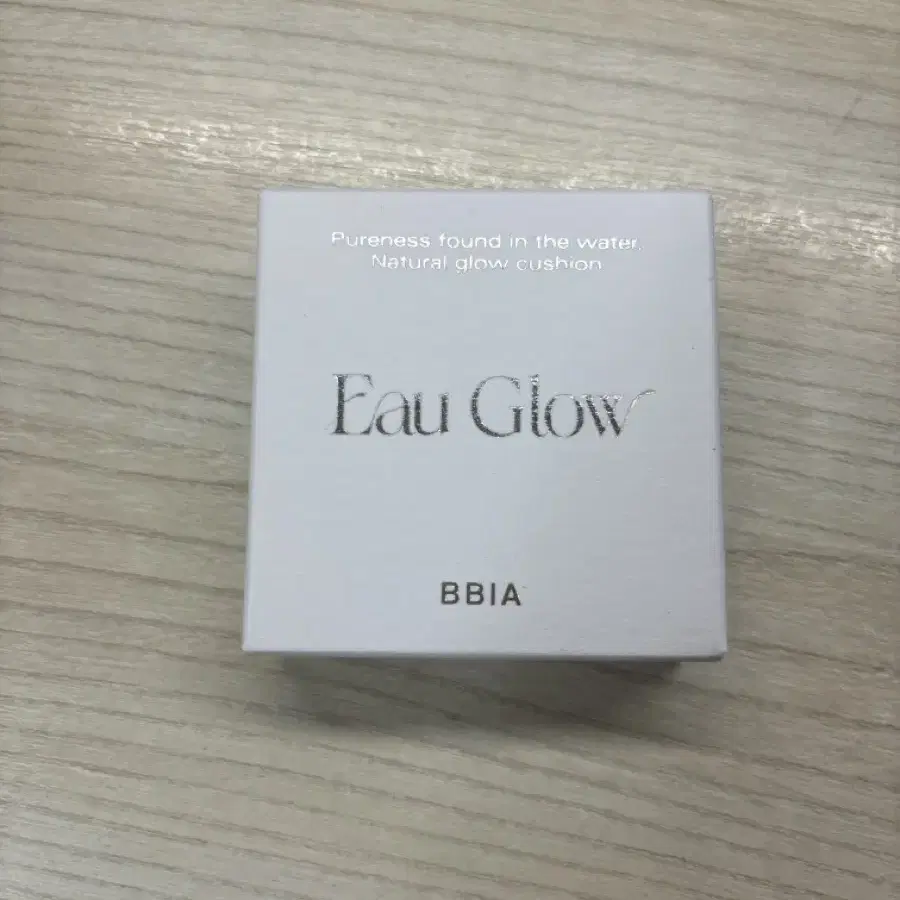 Pureness found in the water.
Natural glow cushion
Eau Glow
BBIA